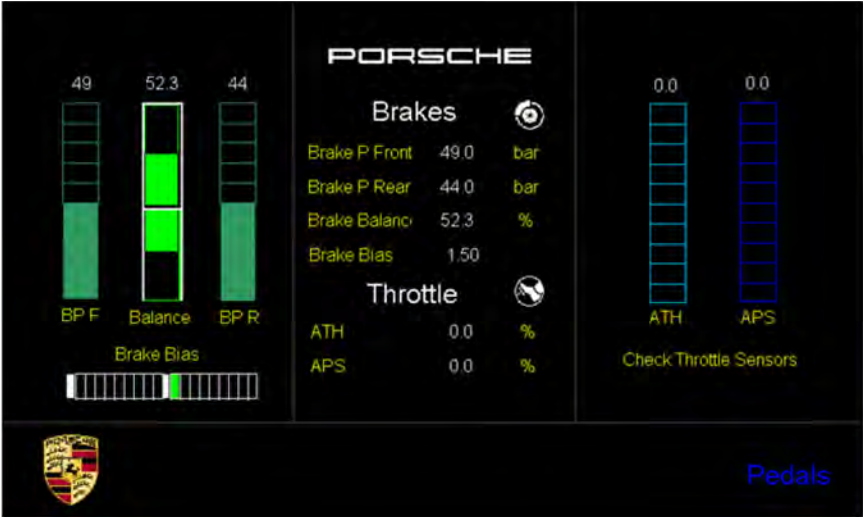 49 52.3 44
BP F Balance BP R
Brake Bias
PORSCHE
Brakes
Brake P Front 49.0 bar
Brake P Rear 44.0 bar
Brake Balanc 52.3 %
Brake Bias 1.50
Throttle
ATH 0.0 %
APS 0.0 %
0.0 0.0
ATH APS
Check Throttle Sensors
PORSCHE
Pedals